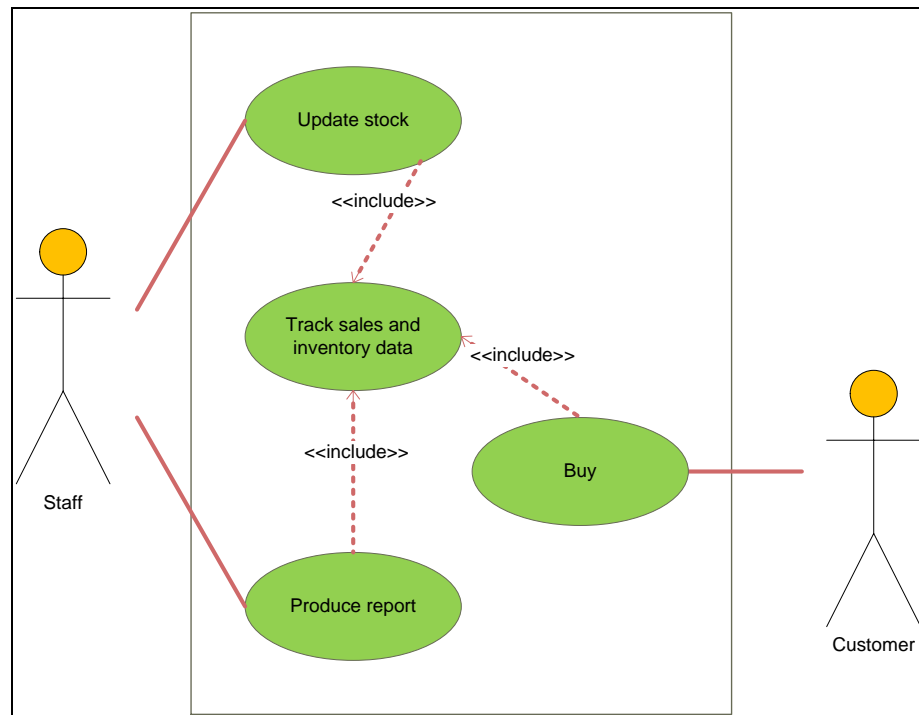 Update stock
<<include>>
Track sales and
inventory data
<<include>>
<<include>>
Buy
Staff
Produce report
Customer